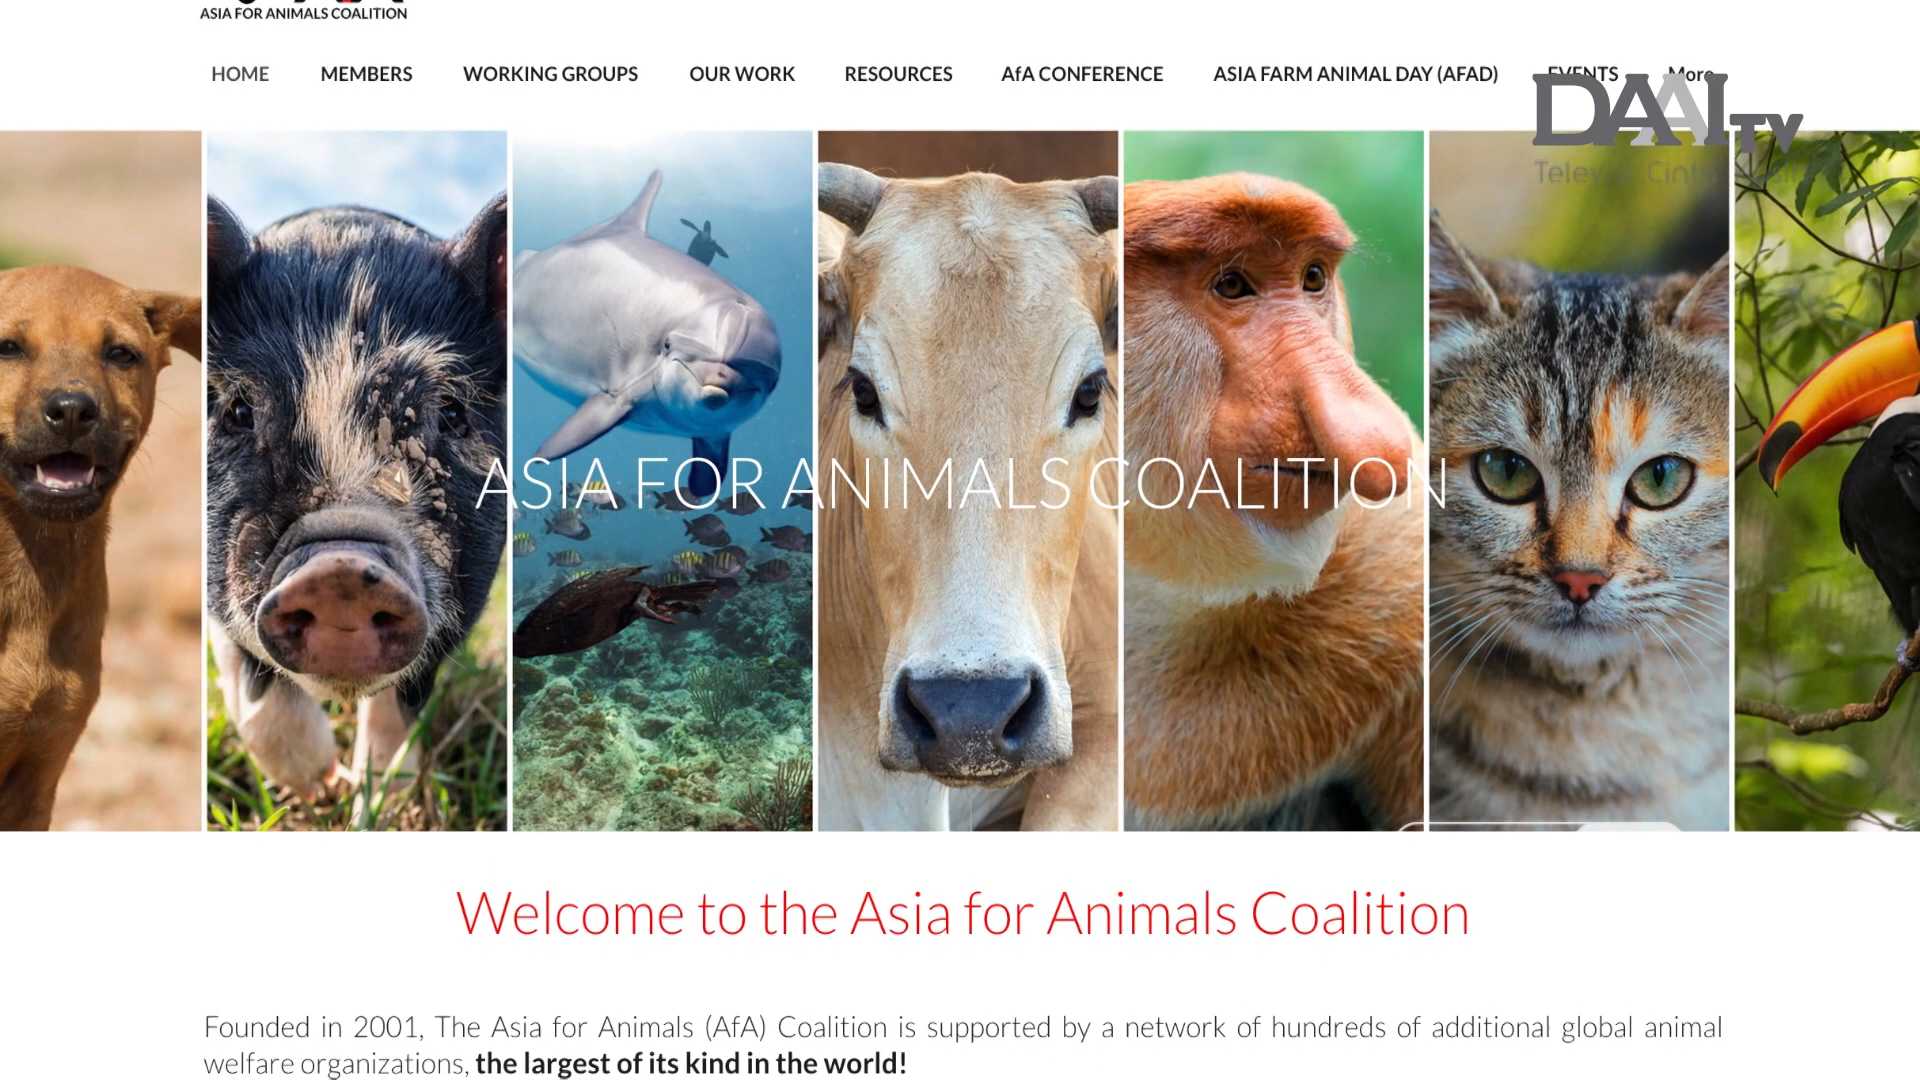 ASIA FOR ANIMALS COALITION
HOME MEMBERS WORKING GROUPS OUR WORK RESOURCES AfA CONFERENCE ASIA FARM ANIMAL DAY (AFAD) EVENTS More
DAAI TV
ASIA FOR ANIMALS COALITION
Welcome to the Asia for Animals Coalition
Founded in 2001, The Asia for Animals (AfA) Coalition is supported by a network of hundreds of additional global animal
welfare organizations, the largest of its kind in the world!